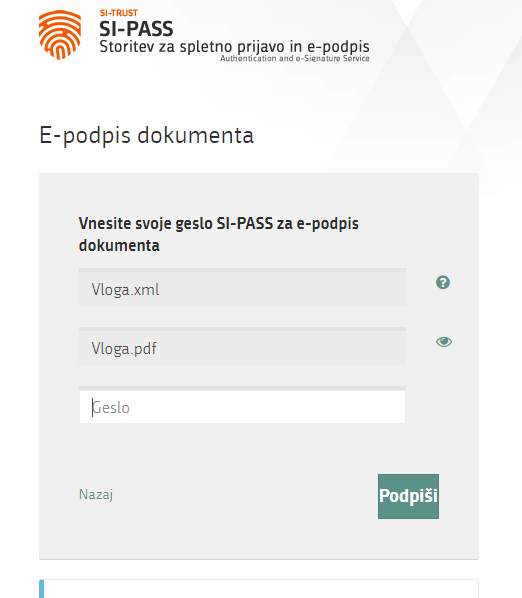 SI-TRUST
SI-PASS
Storitev za spletno prijavo in e-podpis
Authentication and e-Signature Service
E-podpis dokumenta
Vnesite svoje geslo SI-PASS za e-podpis
dokumenta
Vloga.xml
?
Vloga.pdf
Geslo
Nazaj
Podpiši